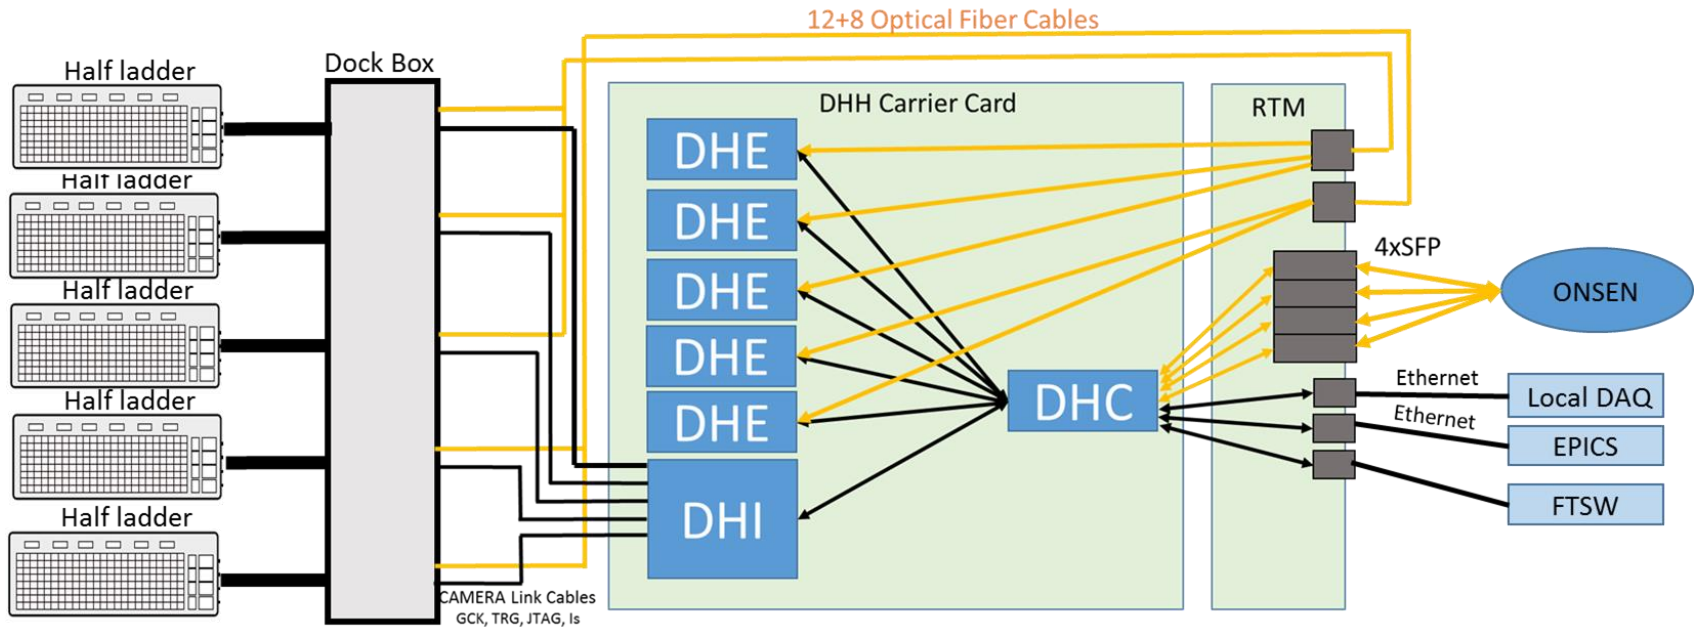 12+8 Optical Fiber Cables
Dock Box
Half ladder
Half ladder
Half ladder
Half ladder
Half ladder
DHH Carrier Card
RTM
DHE
DHE
DHE
DHE
DHE
DHI
DHC
4xSFP
ONSEN
Ethernet
Local DAQ
Ethernet
EPICS
FTSW
CAMERA Link Cables
GCK, TRG, JTAG, Is